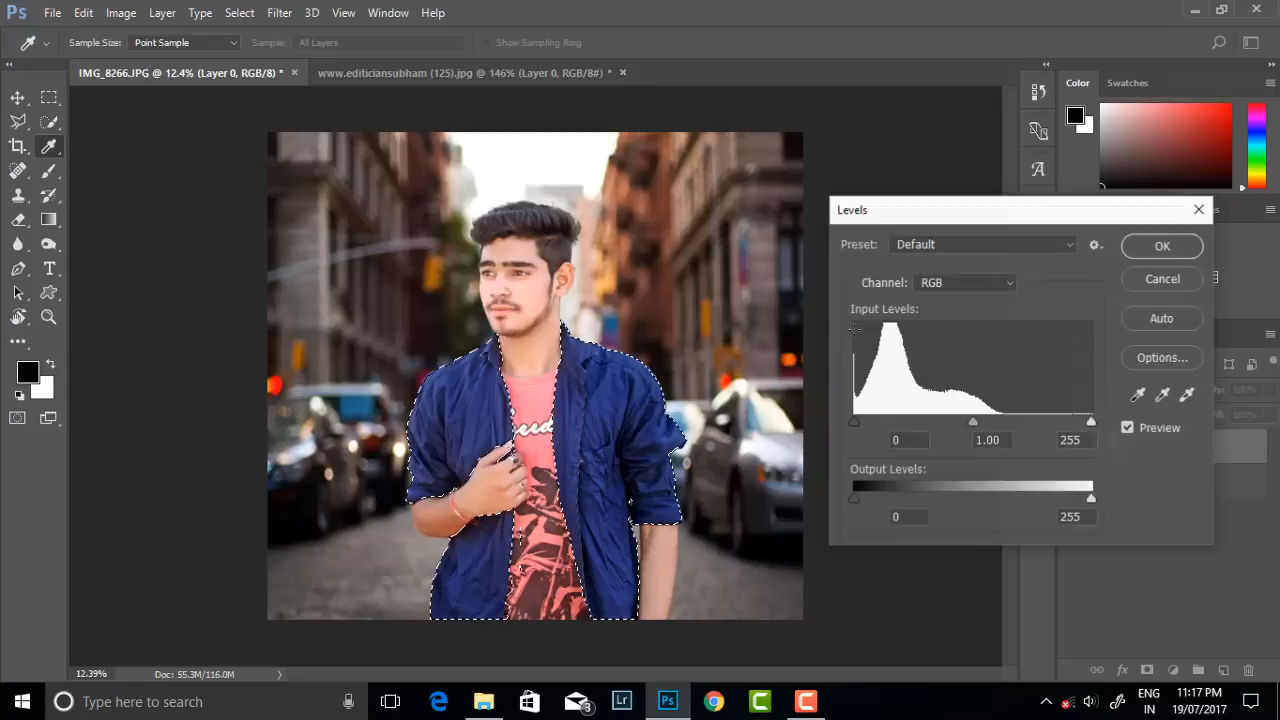 Ps File Edit Image Layer Type Select Filter 3D View Window Help
Sample Size: Point Sample Sample: All Layers Show Sampling Ring
IMG_8266.JPG @ 12.4% (Layer 0, RGB/8) * × www.editiciansubham (125).jpg @ 146% (Layer 0, RGB/8#) * ×
Color Swatches
Levels
Preset: Default
OK
Channel: RGB
Cancel
Input Levels:
Auto
Options...
0 1.00 255
Preview
Output Levels:
0 255
12.39% Doc: 55.3M/116.0M
Type here to search
3
Lr
Ps
ENG
IN
11:17 PM
19/07/2017